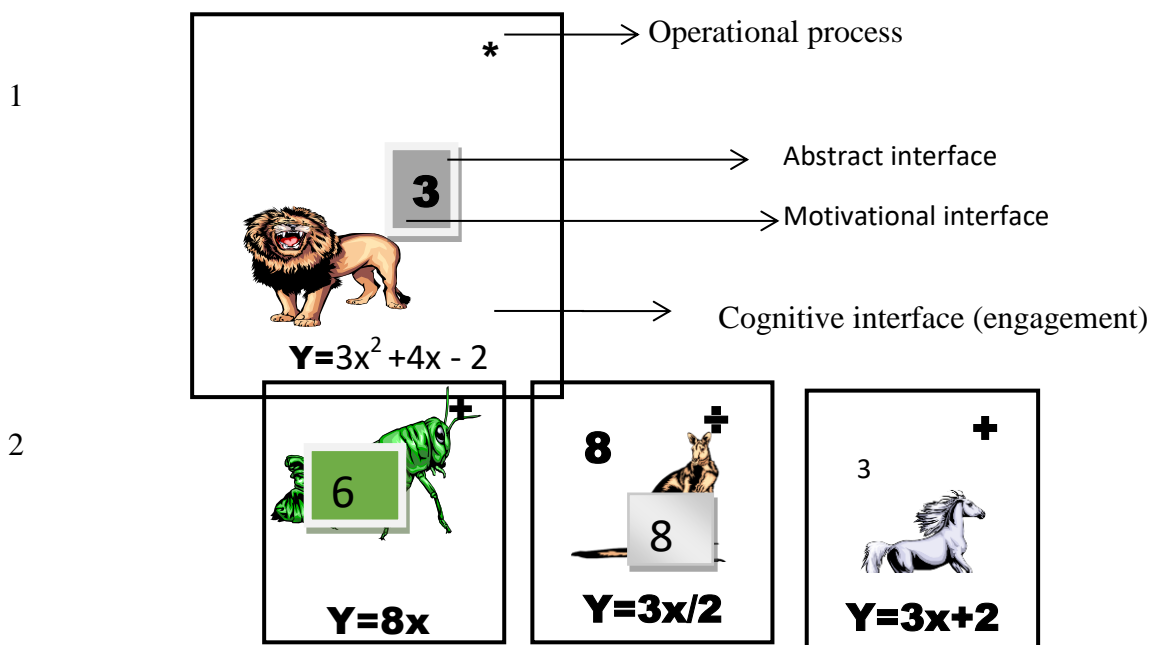 * Operational process
1
Abstract interface
3
Motivational interface
Cognitive interface (engagement)
Y=3x² +4x - 2
2
+ ÷ +
8 3
6 8
Y=8x Y=3x/2 Y=3x+2